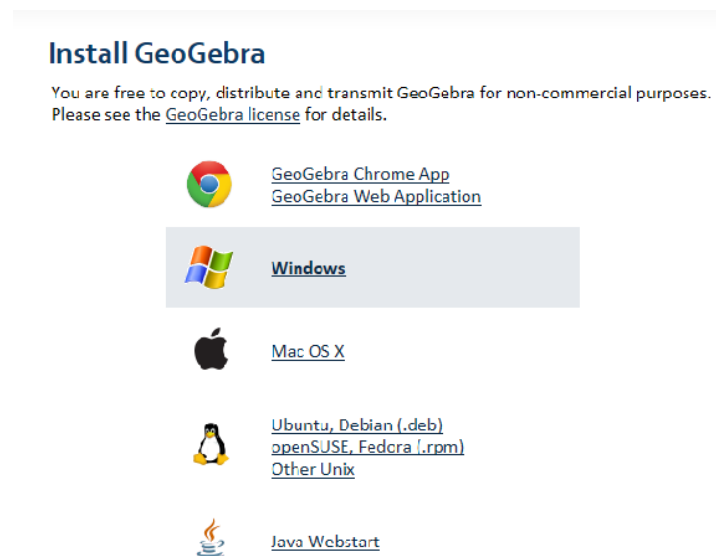 Install GeoGebra
You are free to copy, distribute and transmit GeoGebra for non-commercial purposes.
Please see the GeoGebra license for details.
GeoGebra Chrome App
GeoGebra Web Application
Windows
Mac OS X
Ubuntu, Debian (.deb)
openSUSE, Fedora (.rpm)
Other Unix
Java Webstart